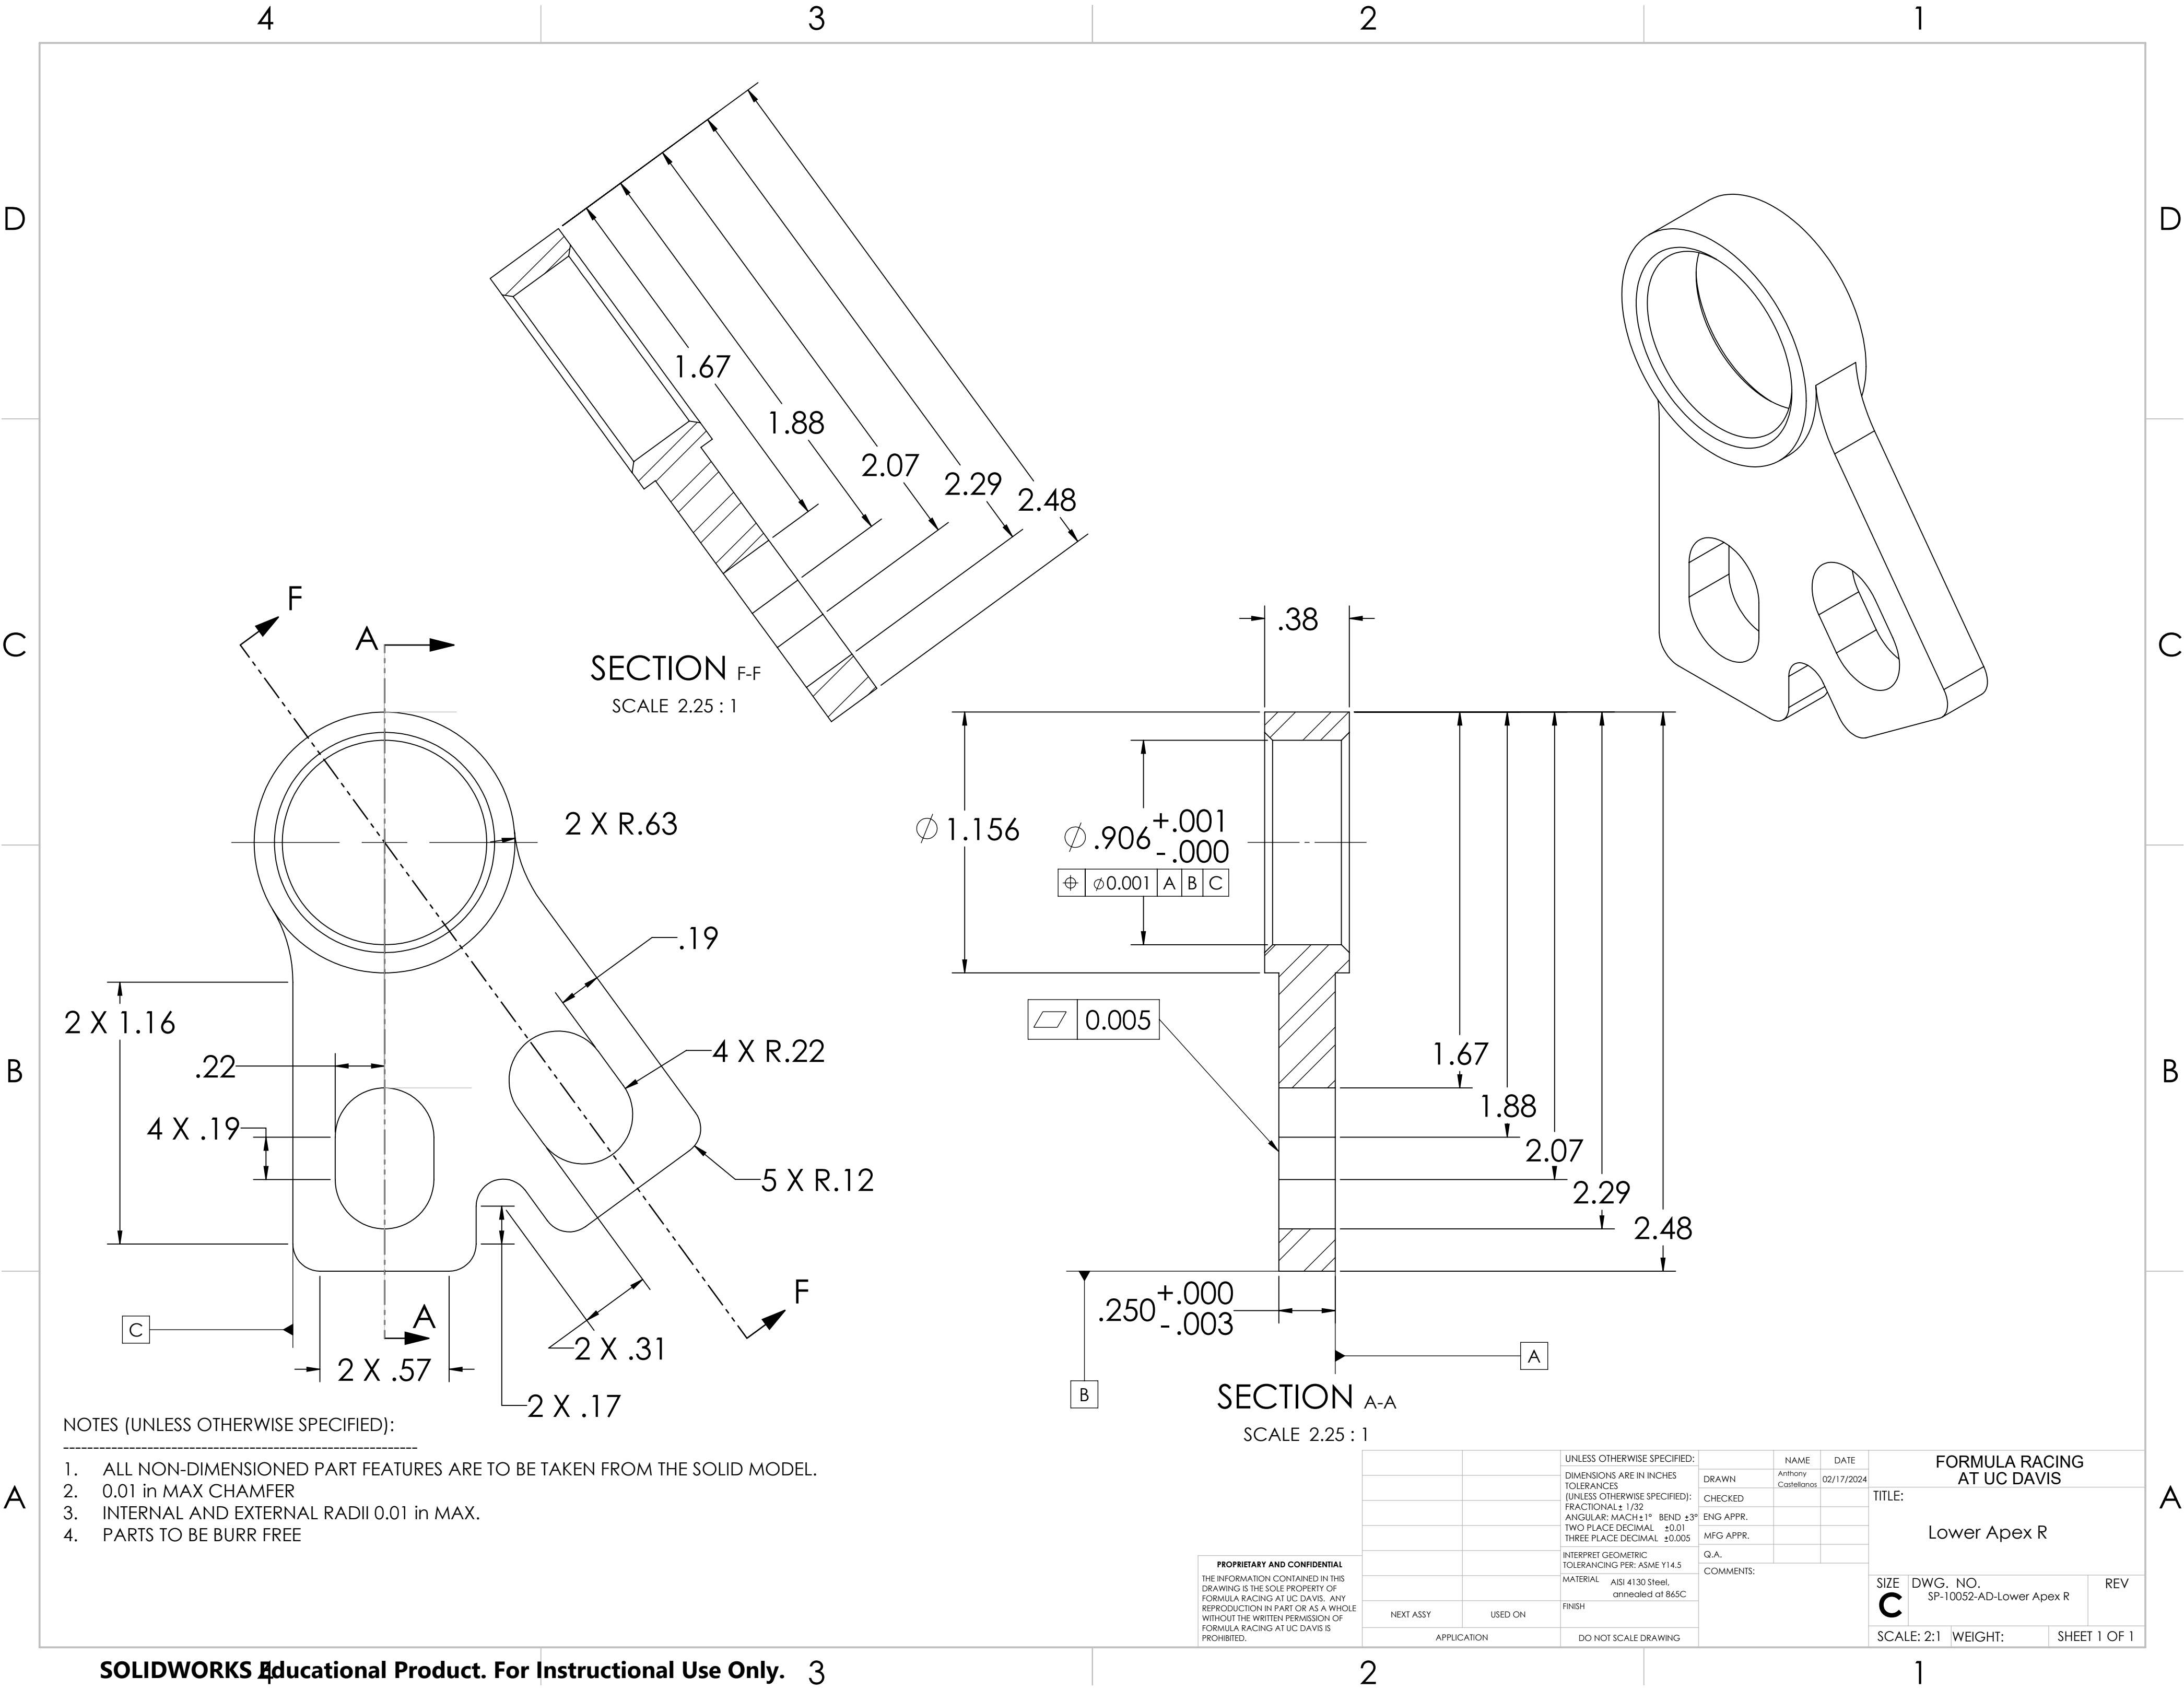 4 3 2 1
D D
1.67
1.88
2.07
2.29
2.48
F
A
C C
SECTION F-F
SCALE 2.25 : 1
.38
2 X R.63
∅ 1.156
∅ .906 +.001
-.000
⌖ ⌀0.001 A B C
.19
2 X 1.16
⏥ 0.005
4 X R.22
.22
1.67
B B
4 X .19
1.88
2.07
5 X R.12
2.29
2.48
F
.250 +.000
-.003
C
A
2 X .31
A
2 X .57
B
2 X .17
SECTION A-A
SCALE 2.25 : 1
NOTES (UNLESS OTHERWISE SPECIFIED):
------------------------------------------------------------
1. ALL NON-DIMENSIONED PART FEATURES ARE TO BE TAKEN FROM THE SOLID MODEL.
2. 0.01 in MAX CHAMFER
3. INTERNAL AND EXTERNAL RADII 0.01 in MAX.
4. PARTS TO BE BURR FREE
A A
PROPRIETARY AND CONFIDENTIAL
THE INFORMATION CONTAINED IN THIS
DRAWING IS THE SOLE PROPERTY OF
FORMULA RACING AT UC DAVIS. ANY
REPRODUCTION IN PART OR AS A WHOLE
WITHOUT THE WRITTEN PERMISSION OF
FORMULA RACING AT UC DAVIS IS
PROHIBITED.
NEXT ASSY USED ON
APPLICATION
UNLESS OTHERWISE SPECIFIED:
DIMENSIONS ARE IN INCHES
TOLERANCES
(UNLESS OTHERWISE SPECIFIED):
FRACTIONAL ± 1/32
ANGULAR: MACH ±1° BEND ±3°
TWO PLACE DECIMAL ±0.01
THREE PLACE DECIMAL ±0.005
INTERPRET GEOMETRIC
TOLERANCING PER: ASME Y14.5
MATERIAL AISI 4130 Steel,
annealed at 865C
FINISH
DO NOT SCALE DRAWING
NAME DATE
DRAWN Anthony Castellanos 02/17/2024
CHECKED
ENG APPR.
MFG APPR.
Q.A.
COMMENTS:
FORMULA RACING
AT UC DAVIS
TITLE:
Lower Apex R
SIZE DWG. NO. REV
C SP-10052-AD-Lower Apex R
SCALE: 2:1 WEIGHT: SHEET 1 OF 1
SOLIDWORKS Educational Product. For Instructional Use Only.
4 3 2 1